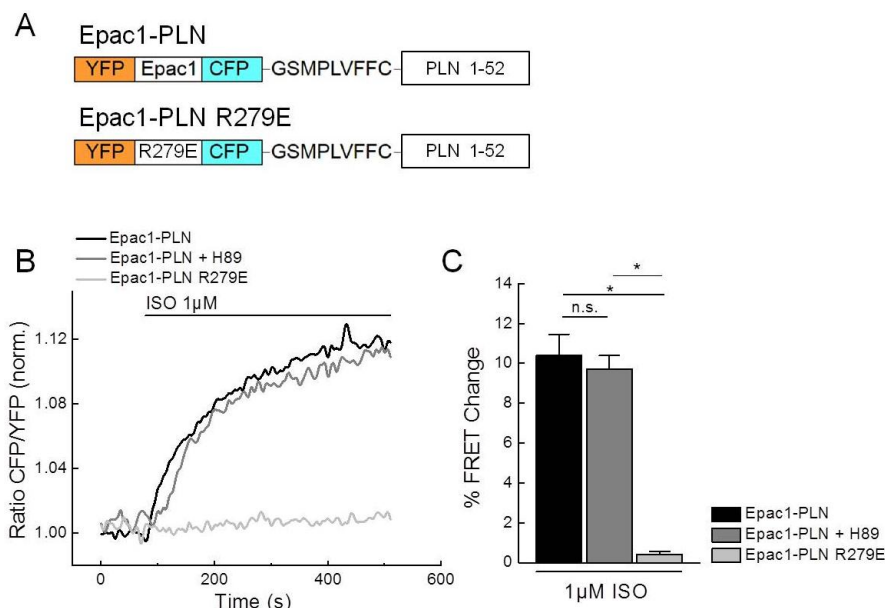 A
Epac1-PLN
YFP Epac1 CFP -GSMPLVFFC- PLN 1-52
Epac1-PLN R279E
YFP R279E CFP -GSMPLVFFC- PLN 1-52
B
Epac1-PLN
Epac1-PLN + H89
Epac1-PLN R279E
ISO 1µM
Ratio CFP/YFP (norm.)
1.12
1.08
1.04
1.00
0 200 400 600
Time (s)
C
% FRET Change
14
12
10
8
6
4
2
0
*
*
n.s.
1µM ISO
Epac1-PLN
Epac1-PLN + H89
Epac1-PLN R279E